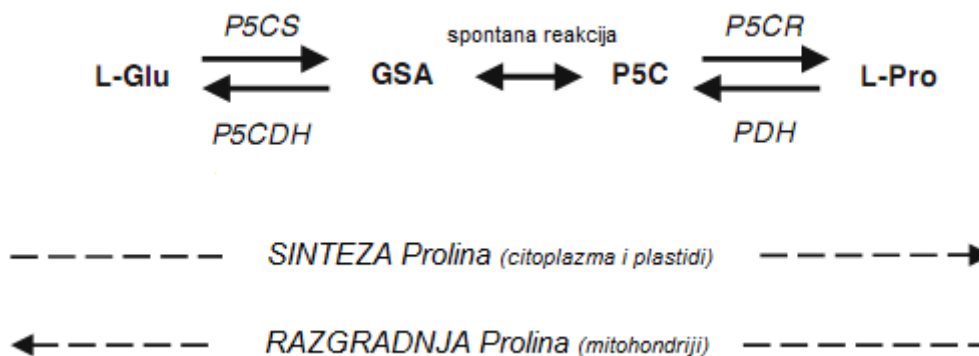 P5CS spontana reakcija P5CR
L-Glu GSA P5C L-Pro
P5CDH PDH
SINTEZA Prolina (citoplazma i plastidi)
RAZGRADNJA Prolina (mitohondriji)